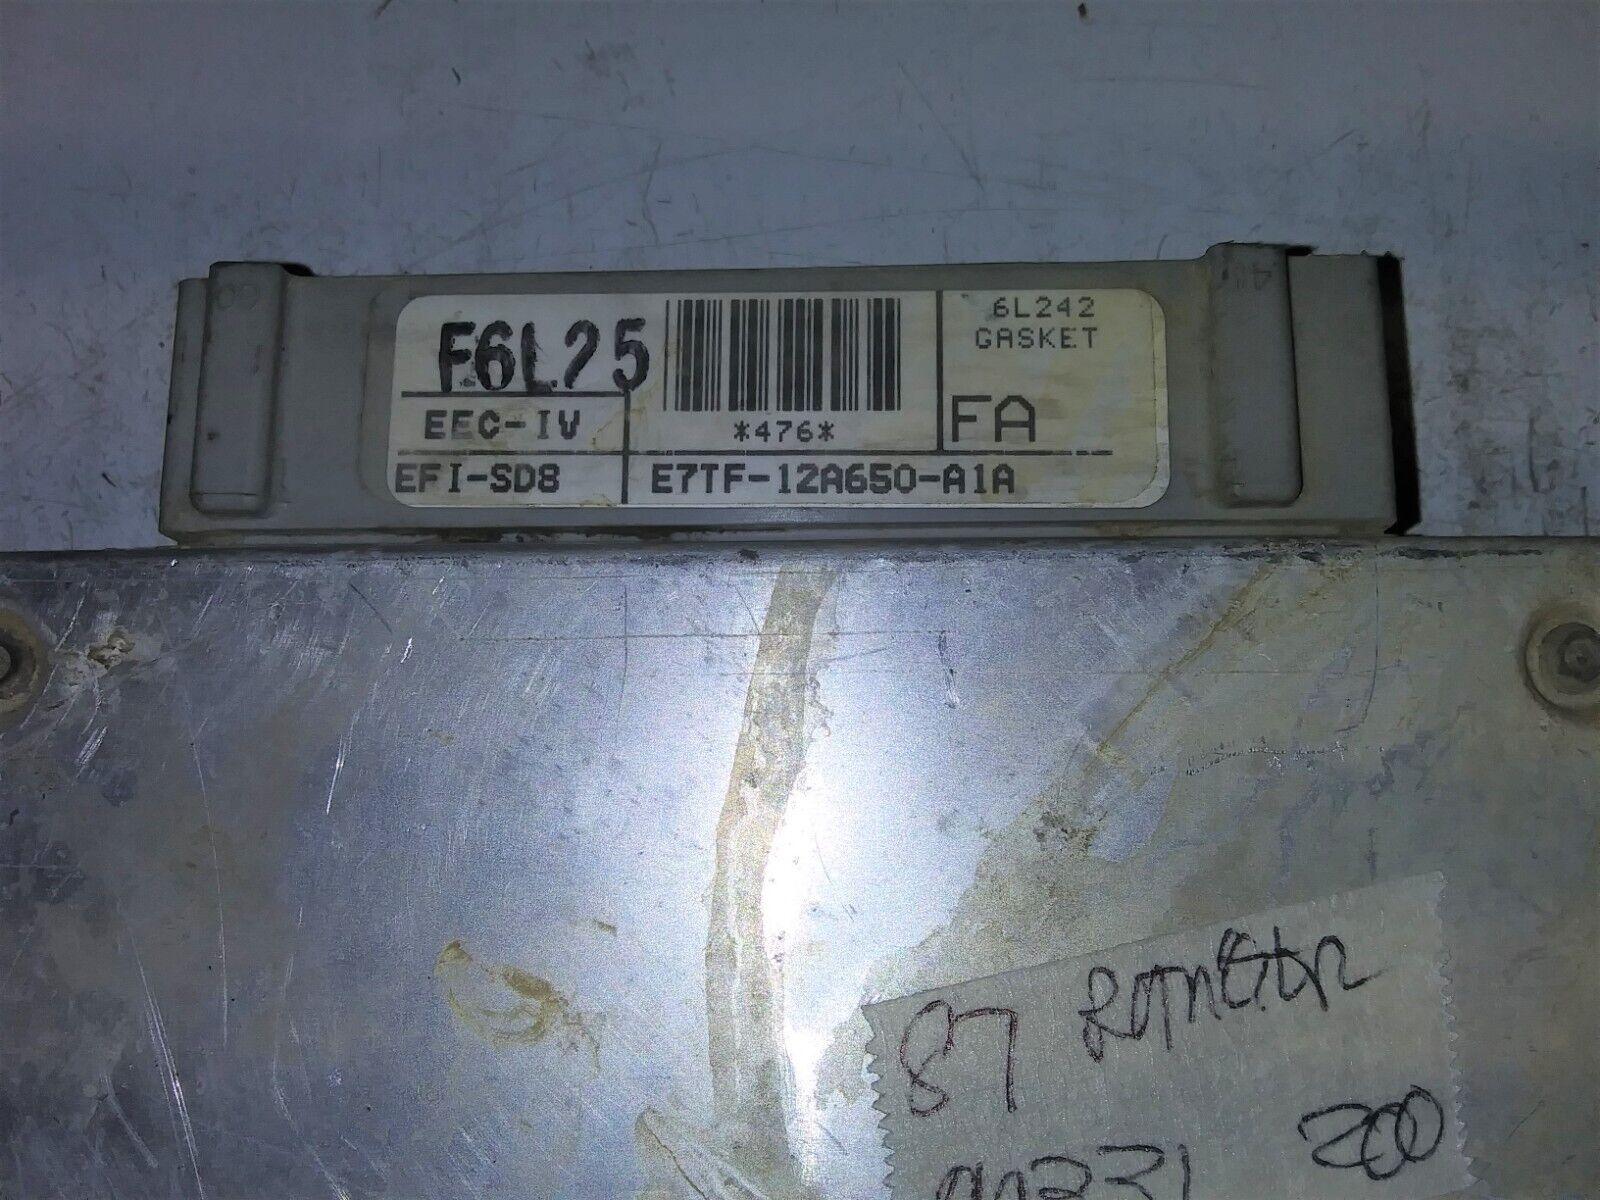 F6L25
6L242
GASKET
EEC-IV
*476*
FA
EFI-SD8
E7TF-12A650-A1A
87
200